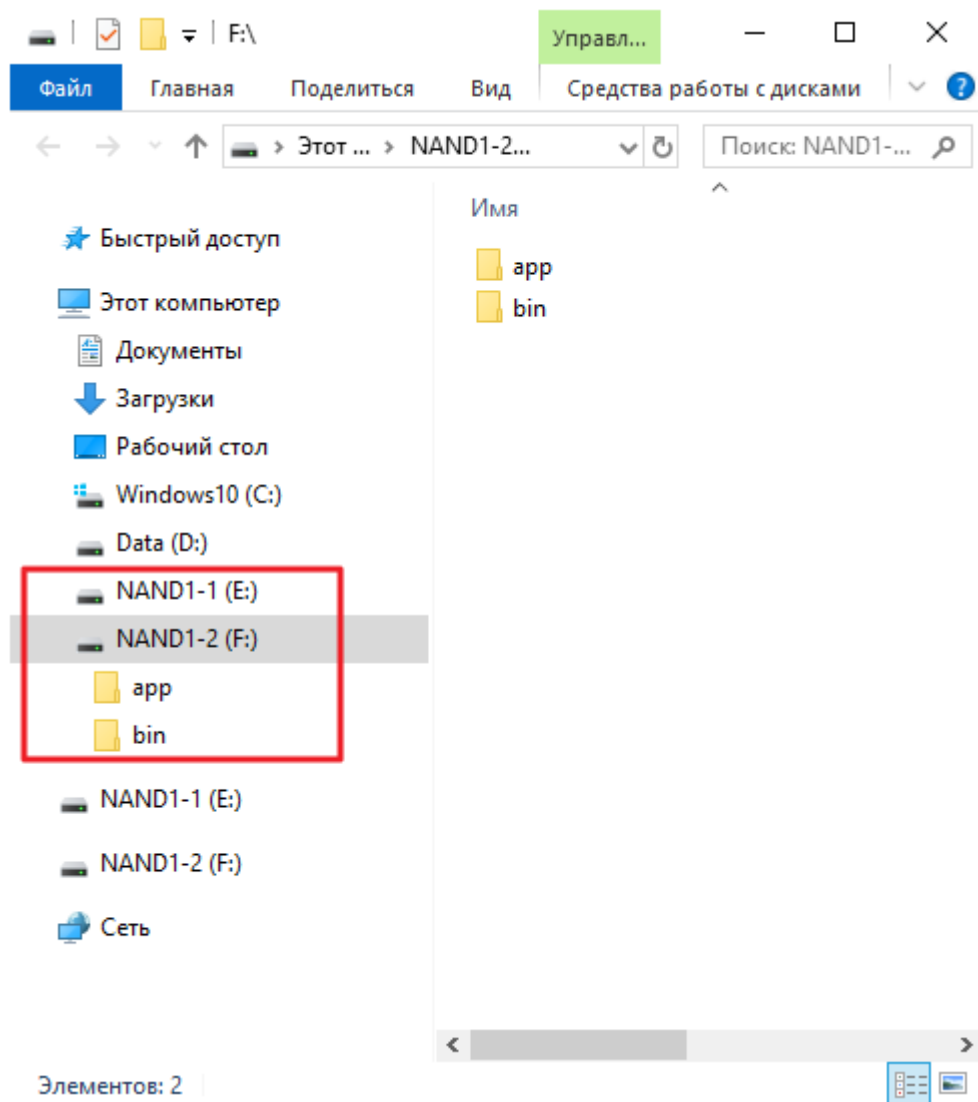 F:\
Управл...
Файл Главная Поделиться Вид Средства работы с дисками
Этот ... NAND1-2... Поиск: NAND1-...
Быстрый доступ
Этот компьютер
Документы
Загрузки
Рабочий стол
Windows10 (C:)
Data (D:)
NAND1-1 (E:)
NAND1-2 (F:)
app
bin
NAND1-1 (E:)
NAND1-2 (F:)
Сеть
Имя
app
bin
Элементов: 2